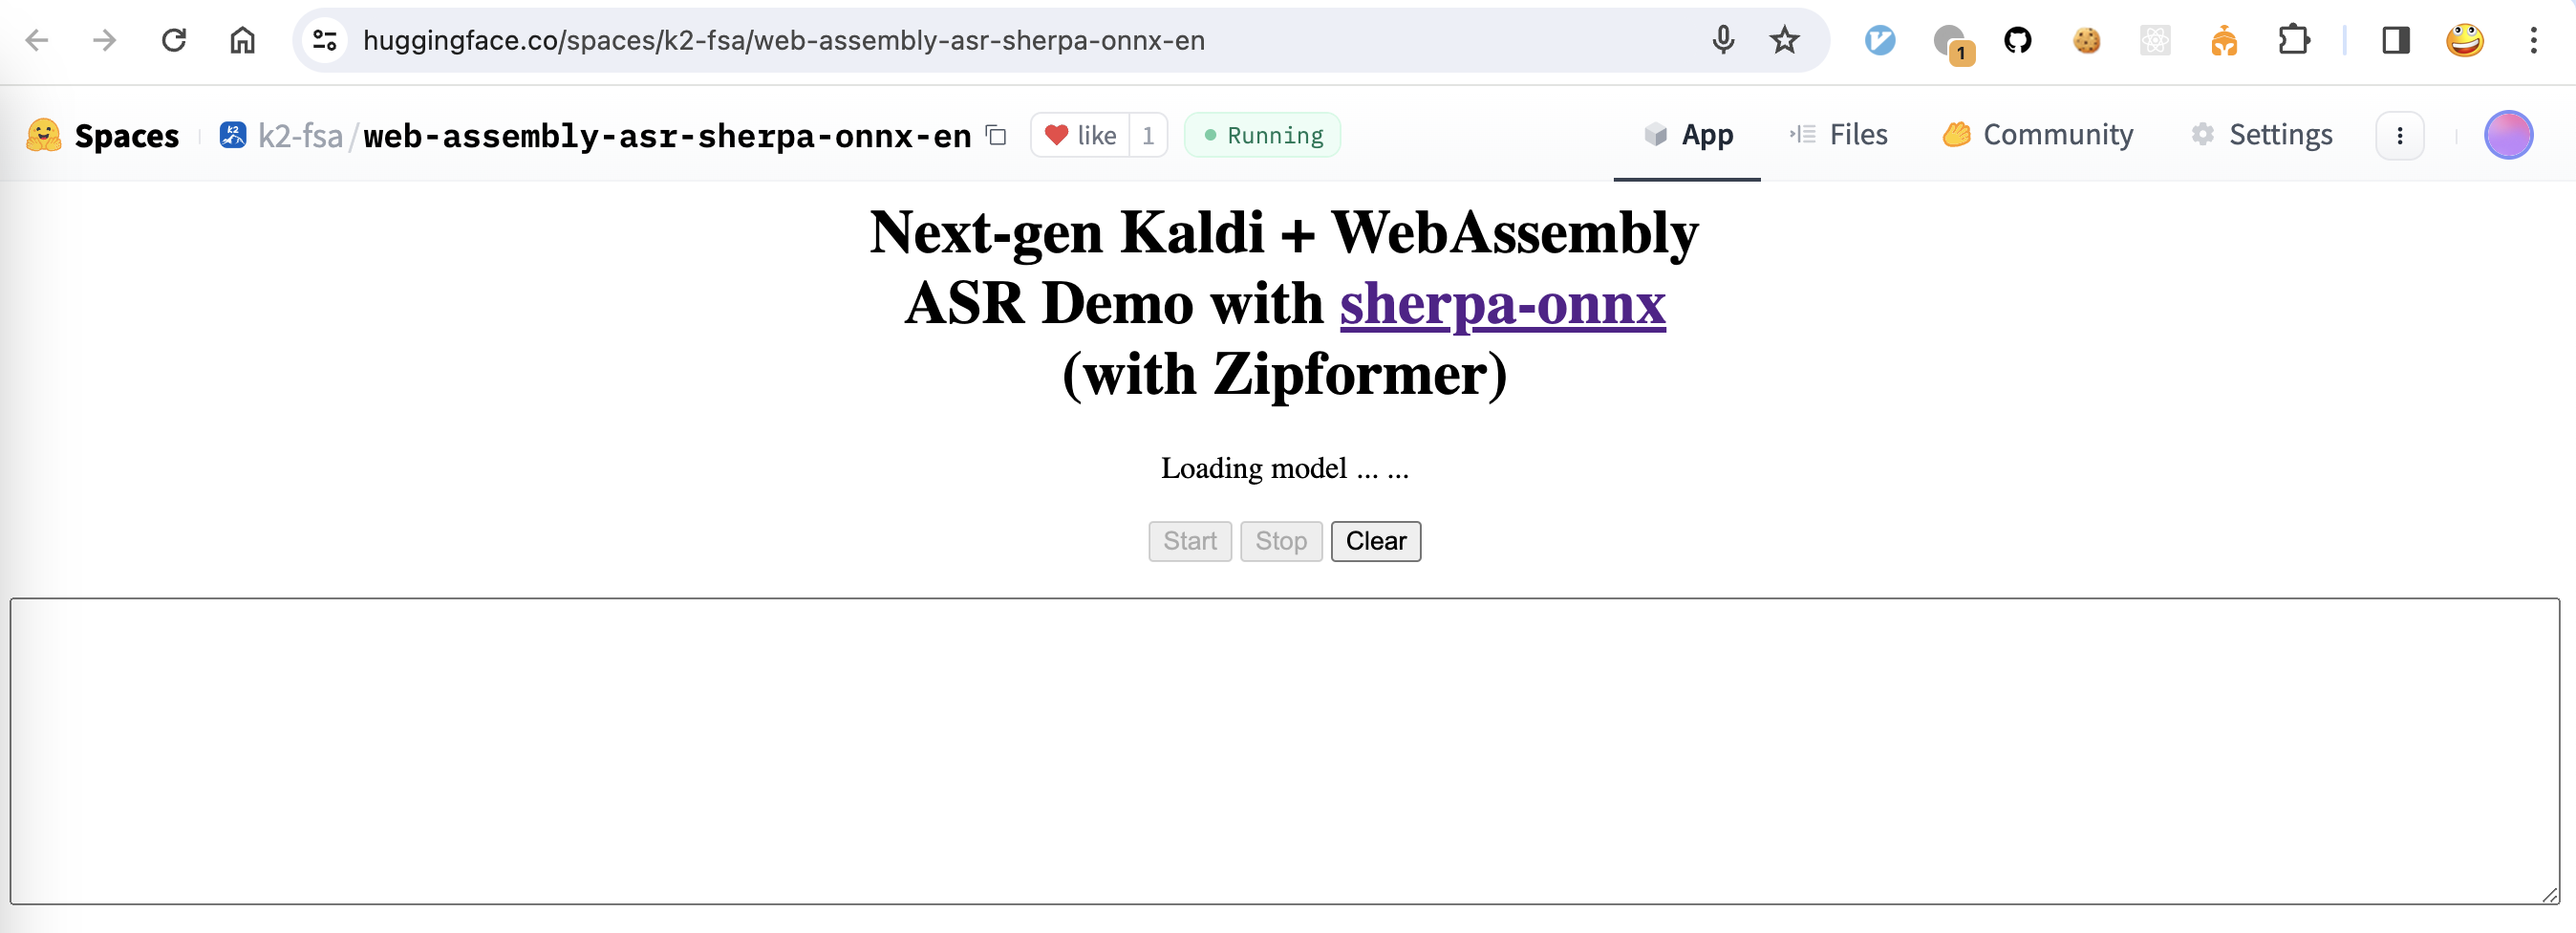 huggingface.co/spaces/k2-fsa/web-assembly-asr-sherpa-onnx-en
1
Spaces k2-fsa/web-assembly-asr-sherpa-onnx-en like 1 Running App Files Community Settings
Next-gen Kaldi + WebAssembly
ASR Demo with sherpa-onnx
(with Zipformer)
Loading model ... ...
Start Stop Clear